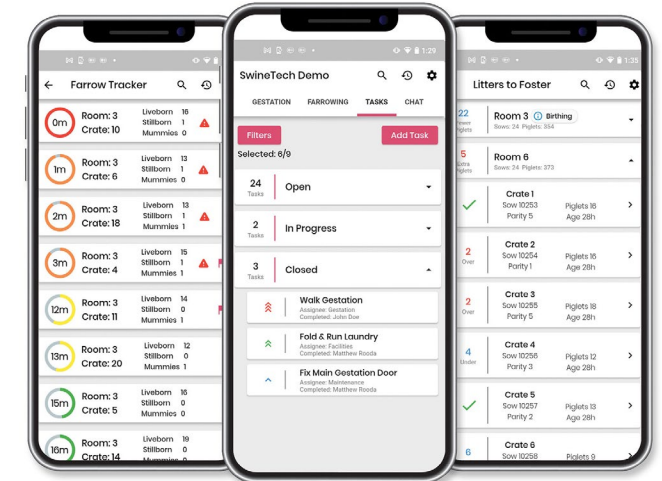 Farrow Tracker
0m
Room: 3
Crate: 10
Liveborn 16
Stillborn 1
Mummies 0
1m
Room: 3
Crate: 6
Liveborn 13
Stillborn 1
Mummies 0
2m
Room: 3
Crate: 18
Liveborn 13
Stillborn 1
Mummies 1
3m
Room: 3
Crate: 4
Liveborn 15
Stillborn 1
Mummies 1
12m
Room: 3
Crate: 11
Liveborn 14
Stillborn 0
Mummies 1
13m
Room: 3
Crate: 20
Liveborn 12
Stillborn 0
Mummies 1
15m
Room: 3
Crate: 5
Liveborn 16
Stillborn 0
Mummies 0
16m
Room: 3
Crate: 14
Liveborn 19
Stillborn 0
Mummies 0
1:29
SwineTech Demo
GESTATION FARROWING TASKS CHAT
Filters
Add Task
Selected: 6/9
24
Tasks
Open
2
Tasks
In Progress
3
Tasks
Closed
Walk Gestation
Assignee: Gestation
Completed: John Doe
Fold & Run Laundry
Assignee: Facilities
Completed: Matthew Rooda
Fix Main Gestation Door
Assignee: Maintenance
Completed: Matthew Rooda
1:35
Litters to Foster
22
Piglets
Room 3 Birthing
Sows: 24 Piglets: 334
5
Extra
Piglets
Room 6
Sows: 24 Piglets: 373
Crate 1
Sow 10253
Parity 5
Piglets 16
Age 28h
2
Over
Crate 2
Sow 10254
Parity 1
Piglets 16
Age 28h
2
Over
Crate 3
Sow 10255
Parity 5
Piglets 18
Age 28h
4
Under
Crate 4
Sow 10256
Parity 3
Piglets 12
Age 28h
Crate 5
Sow 10257
Parity 2
Piglets 13
Age 28h
6
Crate 6
Sow 10258
Piglets 9